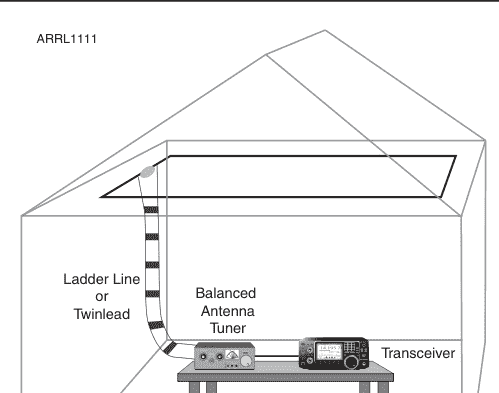 ARRL1111
Ladder Line
or
Twinlead
Balanced
Antenna
Tuner
Transceiver